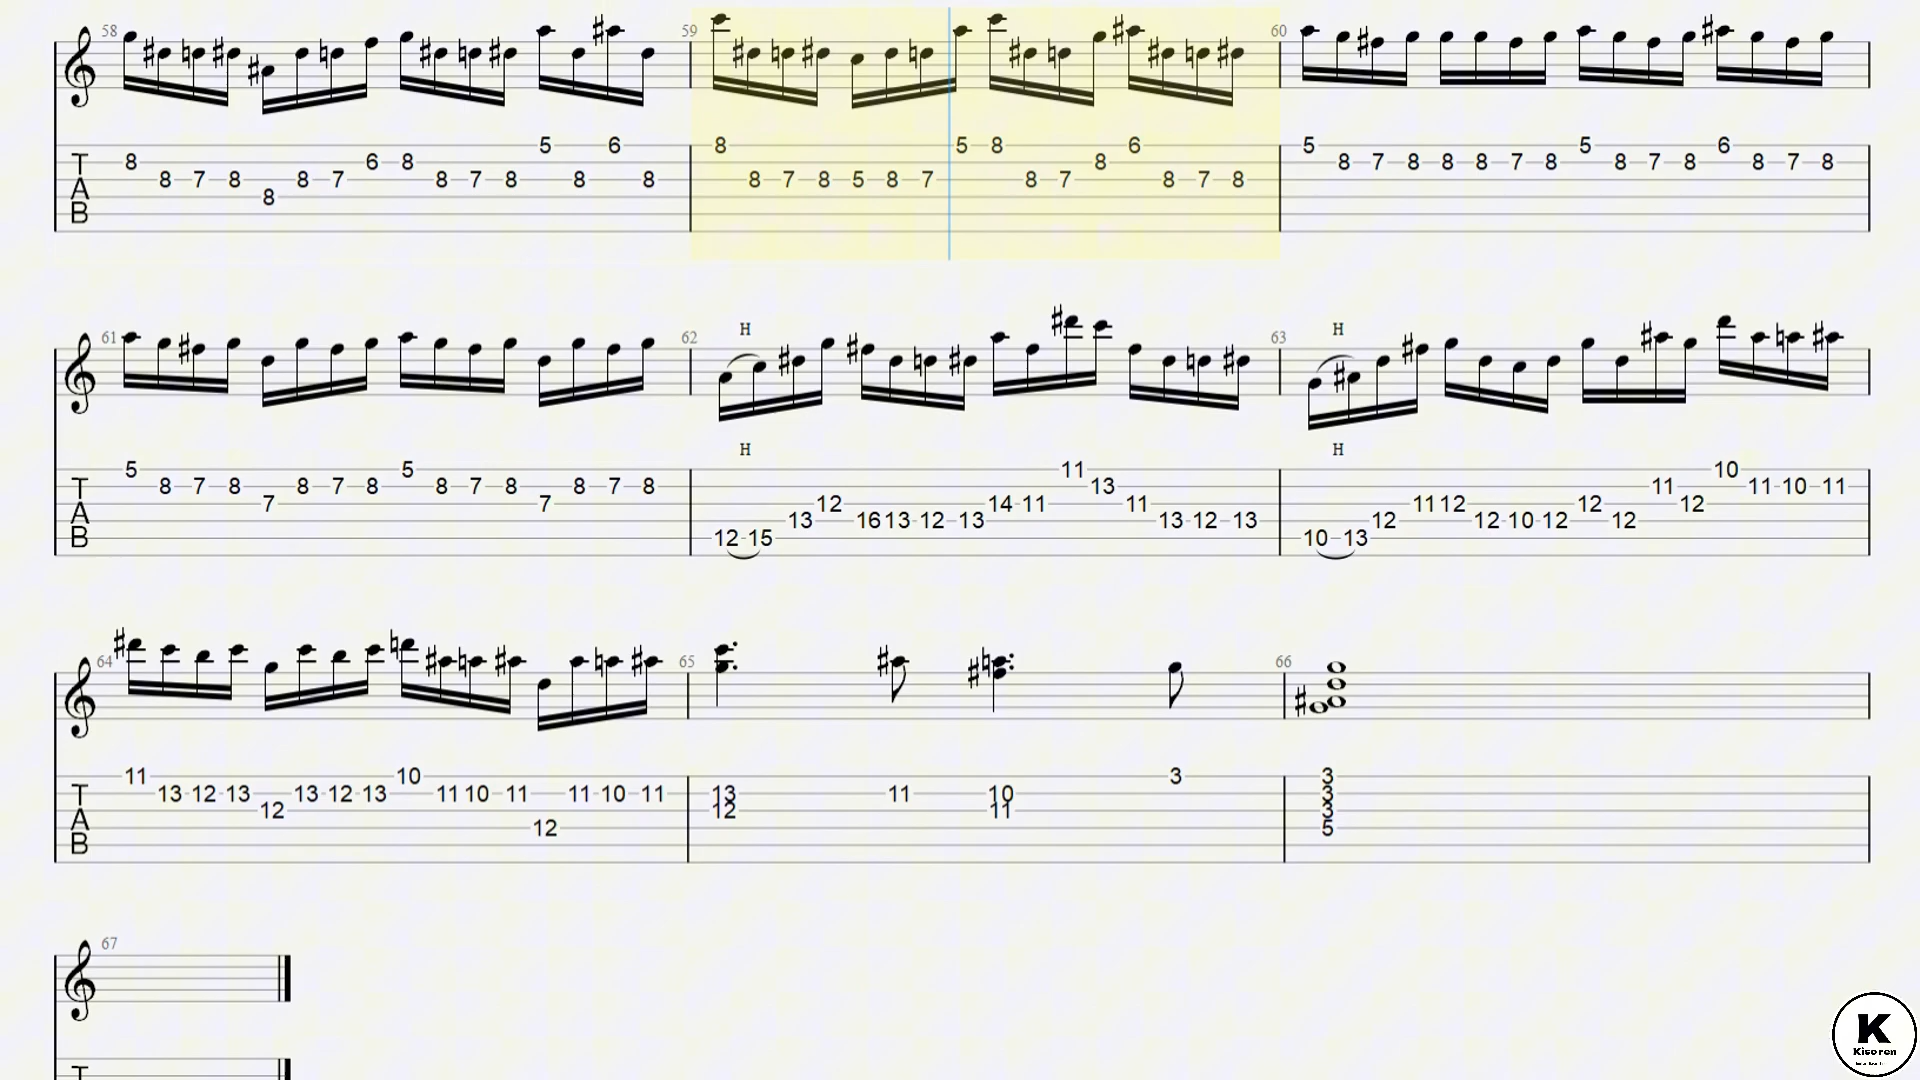 58 59 60
5 6 8 5 8 6 5 5 6
8 6 8 8 8 7 8 8 8 7 8 8 7 8 8 7 8
8 7 8 8 7 8 7 8 8 8 8 7 8 5 8 7 8 7 8 7 8
8
T
A
B
61 62 63
H H
H H
5 5 11 10
8 7 8 8 7 8 8 7 8 8 7 8 13 11 11 10 11
7 7 12 14 11 11 11 12 12 12
13 16 13 12 13 13 12 13 12 12 10 12 12
12 15 10 13
T
A
B
64 65 66
11 10 3 3
13 12 13 13 12 13 11 10 11 11 10 11 13 11 10 3
12 12 11 3
12 5
T
A
B
67
T
K
Kisoren